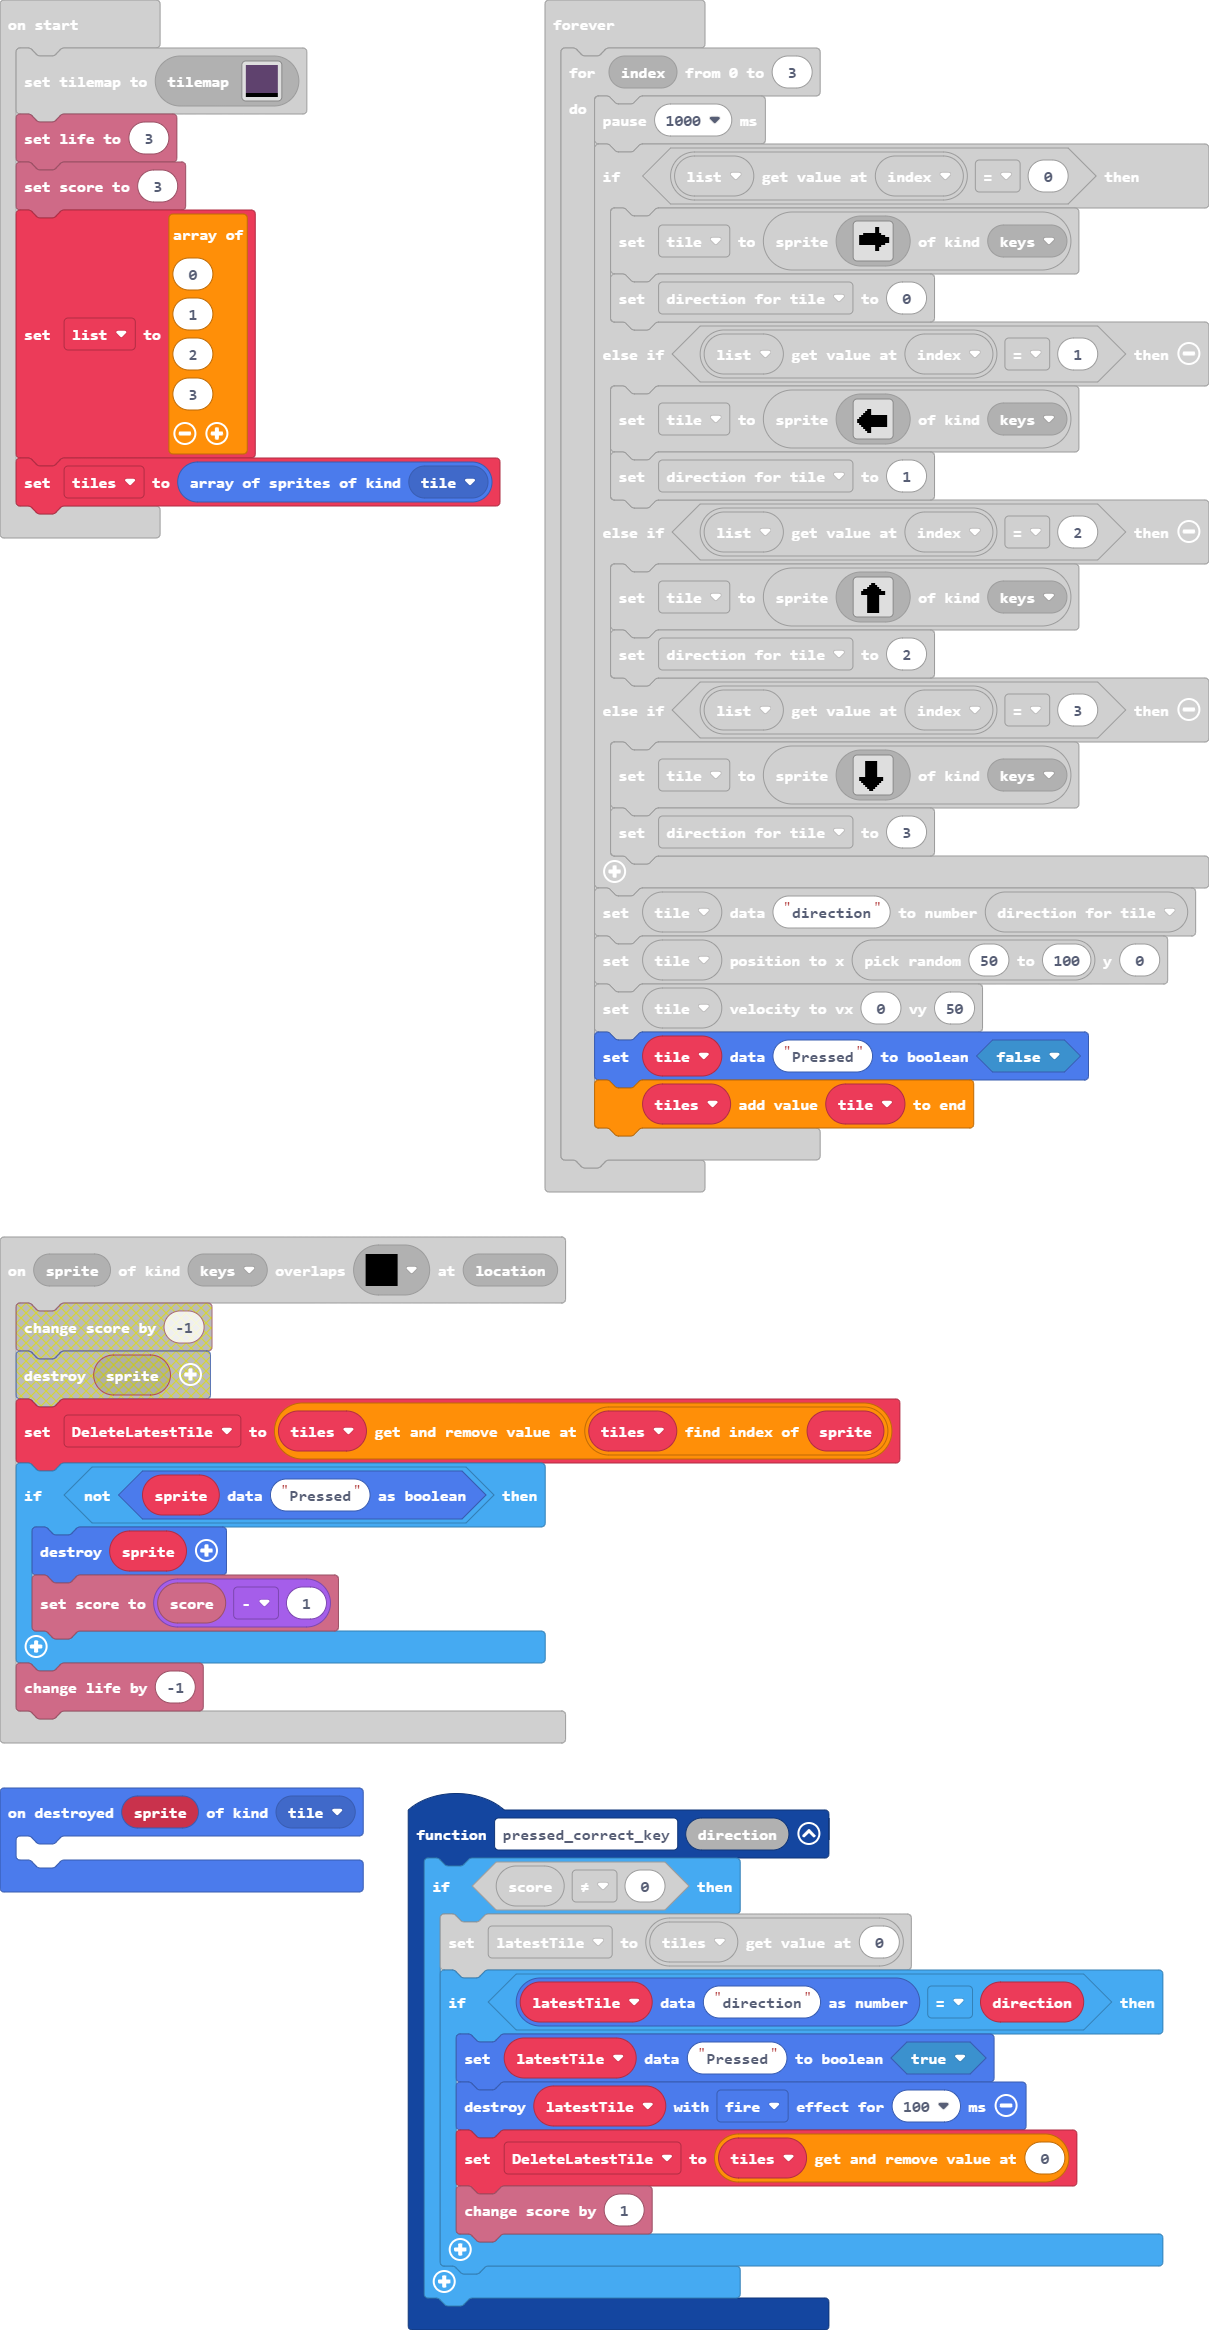 on start
set tilemap to tilemap
set life to 3
set score to 3
set list to array of
0
1
2
3
set tiles to array of sprites of kind tile
forever
for index from 0 to 3
do
pause 1000 ms
if list get value at index = 0 then
set tile to sprite of kind keys
set direction for tile to 0
else if list get value at index = 1 then
set tile to sprite of kind keys
set direction for tile to 1
else if list get value at index = 2 then
set tile to sprite of kind keys
set direction for tile to 2
else if list get value at index = 3 then
set tile to sprite of kind keys
set direction for tile to 3
set tile data "direction" to number direction for tile
set tile position to x pick random 50 to 100 y 0
set tile velocity to vx 0 vy 50
set tile data "Pressed" to boolean false
tiles add value tile to end
on sprite of kind keys overlaps at location
change score by -1
destroy sprite
set DeleteLatestTile to tiles get and remove value at tiles find index of sprite
if not sprite data "Pressed" as boolean then
destroy sprite
set score to score - 1
change life by -1
on destroyed sprite of kind tile
function pressed_correct_key direction
if score ≠ 0 then
set latestTile to tiles get value at 0
if latestTile data "direction" as number = direction then
set latestTile data "Pressed" to boolean true
destroy latestTile with fire effect for 100 ms
set DeleteLatestTile to tiles get and remove value at 0
change score by 1